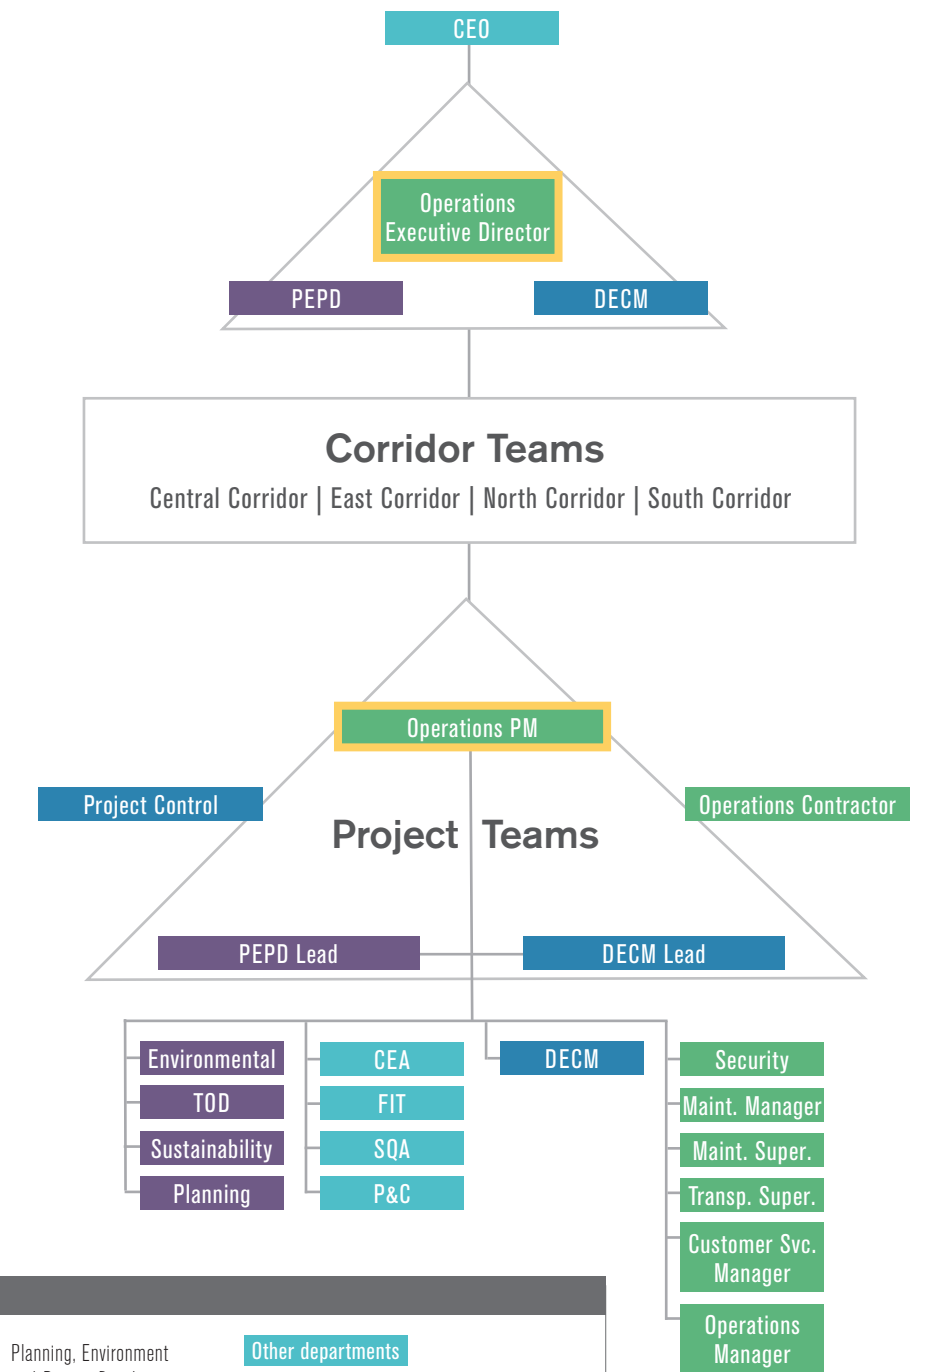 CEO
Operations
Executive Director
PEPD
DECM
Corridor Teams
Central Corridor | East Corridor | North Corridor | South Corridor
Operations PM
Project Control
Operations Contractor
Project Teams
PEPD Lead
DECM Lead
Environmental
TOD
Sustainability
Planning
CEA
FIT
SQA
P&C
DECM
Security
Maint. Manager
Maint. Super.
Transp. Super.
Customer Svc.
Manager
Operations
Manager
Planning, Environment
Other departments